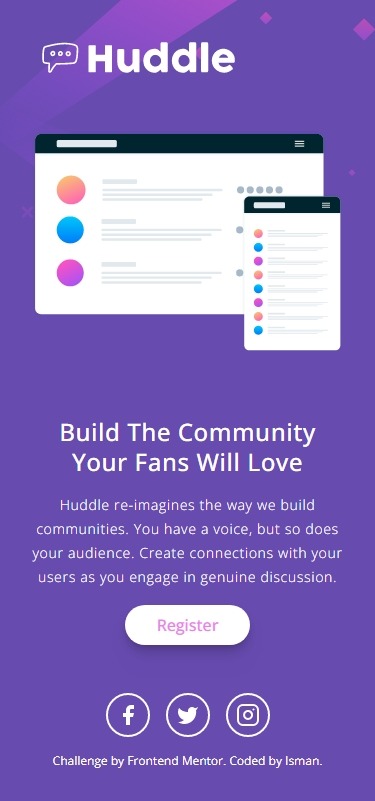 Huddle
Build The Community
Your Fans Will Love
Huddle re-imagines the way we build
communities. You have a voice, but so does
your audience. Create connections with your
users as you engage in genuine discussion.
Register
Challenge by Frontend Mentor. Coded by Isman.